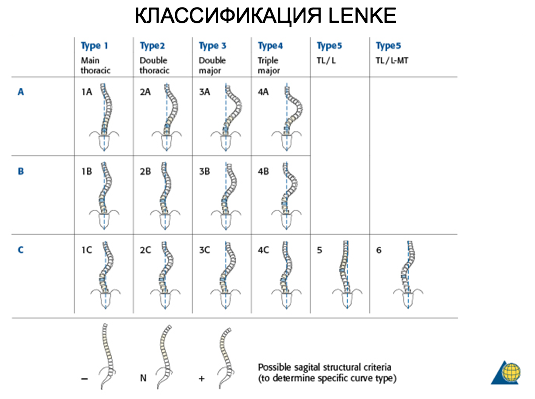 КЛАССИФИКАЦИЯ LENKE
Type 1 Type2 Type 3 Type4 Type5 Type5
Main thoracic Double thoracic Double major Triple major TL/L TL/L-MT
A 1A 2A 3A 4A
B 1B 2B 3B 4B
C 1C 2C 3C 4C 5 6
– N +
Possible sagital structural criteria
(to determine specific curve type)